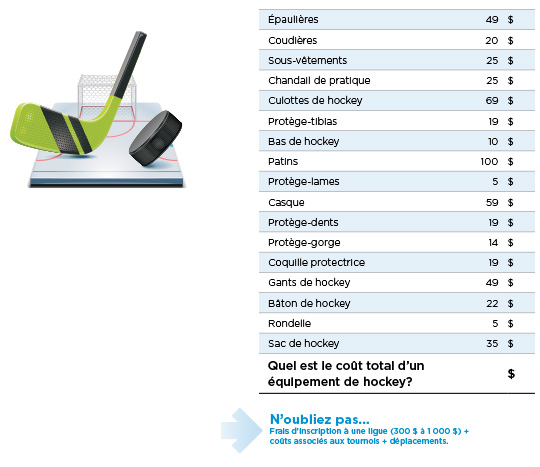 Épaulières 49 $
Coudières 20 $
Sous-vêtements 25 $
Chandail de pratique 25 $
Culottes de hockey 69 $
Protège-tibias 19 $
Bas de hockey 10 $
Patins 100 $
Protège-lames 5 $
Casque 59 $
Protège-dents 19 $
Protège-gorge 14 $
Coquille protectrice 19 $
Gants de hockey 49 $
Bâton de hockey 22 $
Rondelle 5 $
Sac de hockey 35 $
Quel est le coût total d'un
équipement de hockey? $
N'oubliez pas...
Frais d'inscription à une ligue (300 $ à 1 000 $) +
coûts associés aux tournois + déplacements.